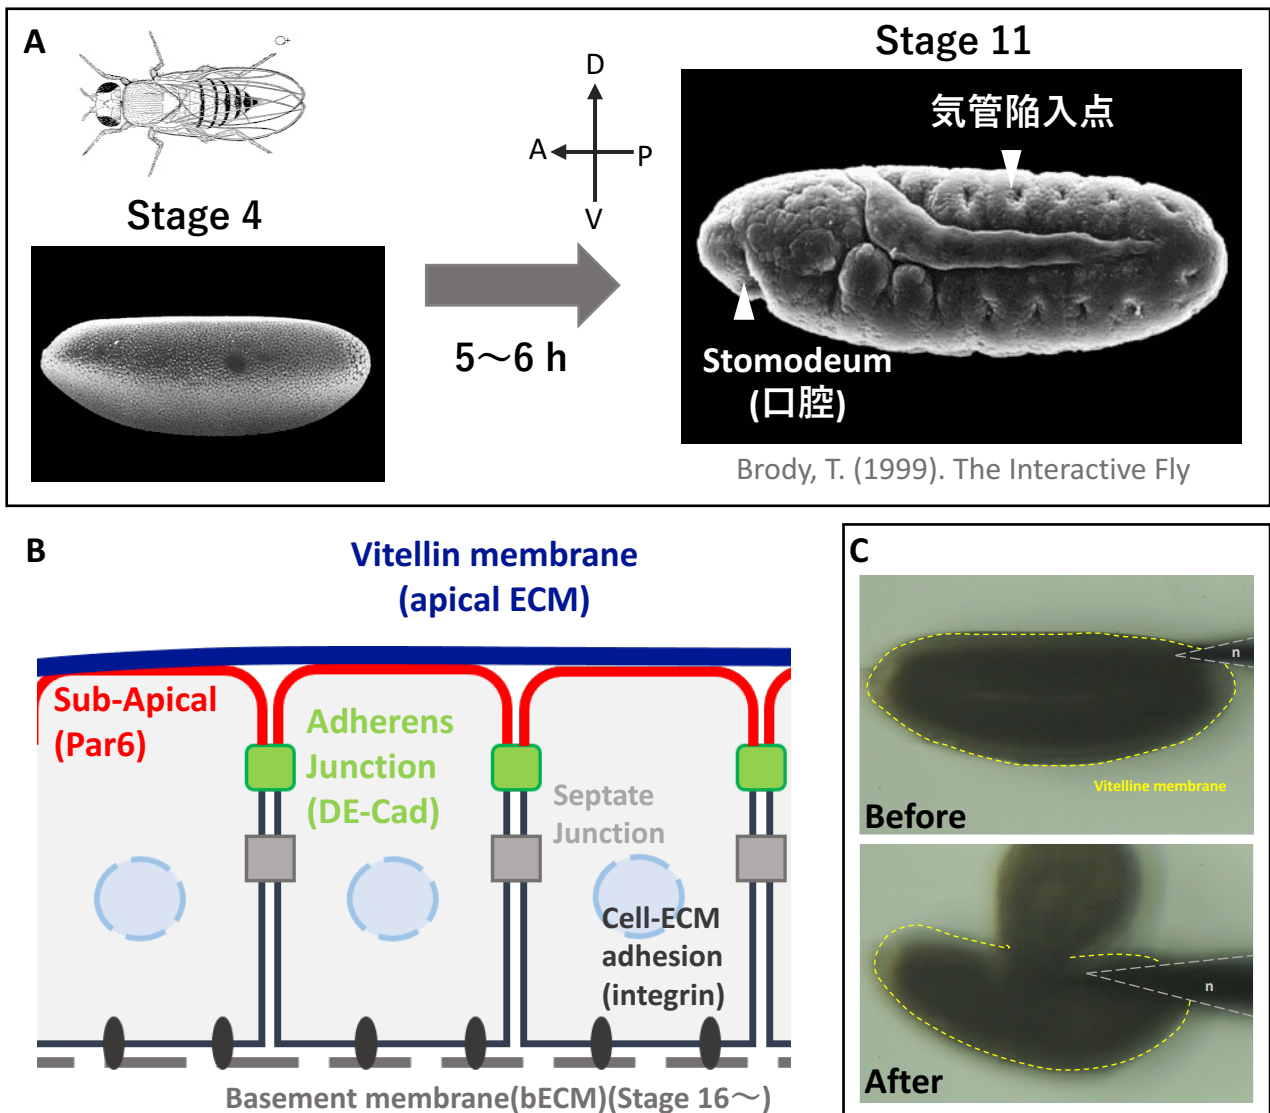 A
♀
Stage 4
D
A
P
V
5～6 h
Stage 11
気管陥入点
Stomodeum
(口腔)
Brody, T. (1999). The Interactive Fly
B
Vitellin membrane
(apical ECM)
Sub-Apical
(Par6)
Adherens
Junction
(DE-Cad)
Septate
Junction
Cell-ECM
adhesion
(integrin)
Basement membrane(bECM)(Stage 16～)
C
n
Vitelline membrane
Before
n
After